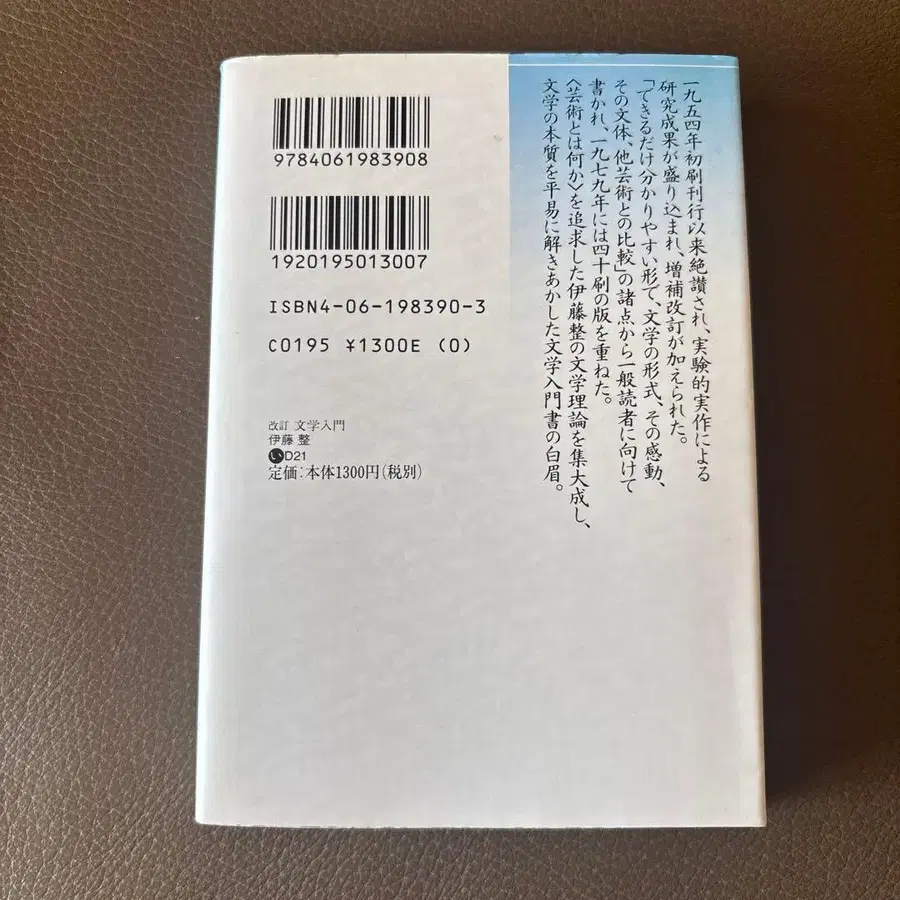 9784061983908
1920195013007
ISBN4-06-198390-3
C0195 ¥1300E (0)
改訂 文学入門
伊藤 整
いD21
定価：本体1300円（税別）
一九五四年初刷刊行以来絶讃され、実験的実作による
研究成果が盛り込まれ、増補改訂が加えられた。
「できるだけ分かりやすい形で、文学の形式、その感動、
その文体、他芸術との比較」の諸点から一般読者に向けて
書かれ、一九七九年には四十刷の版を重ねた。
〈芸術とは何か〉を追求した伊藤整の文学理論を集大成し、
文学の本質を平易に解きあかした文学入門書の白眉。